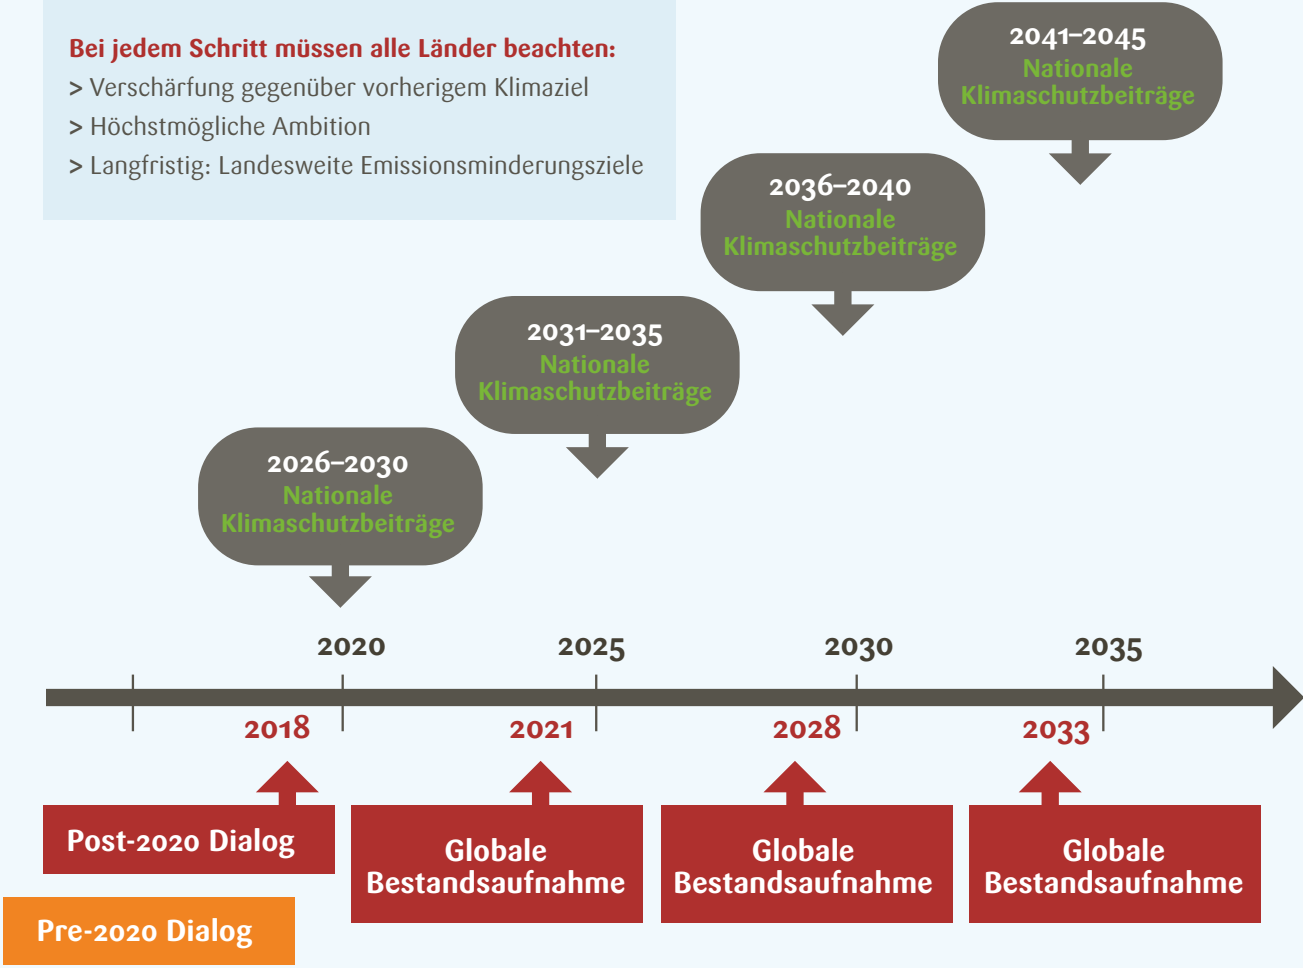 Bei jedem Schritt müssen alle Länder beachten:
> Verschärfung gegenüber vorherigem Klimaziel
> Höchstmögliche Ambition
> Langfristig: Landesweite Emissionsminderungsziele
2041–2045
Nationale
Klimaschutzbeiträge
2036–2040
Nationale
Klimaschutzbeiträge
2031–2035
Nationale
Klimaschutzbeiträge
2026–2030
Nationale
Klimaschutzbeiträge
2020 2025 2030 2035
2018 2021 2028 2033
Post-2020 Dialog
Globale
Bestandsaufnahme
Globale
Bestandsaufnahme
Globale
Bestandsaufnahme
Pre-2020 Dialog